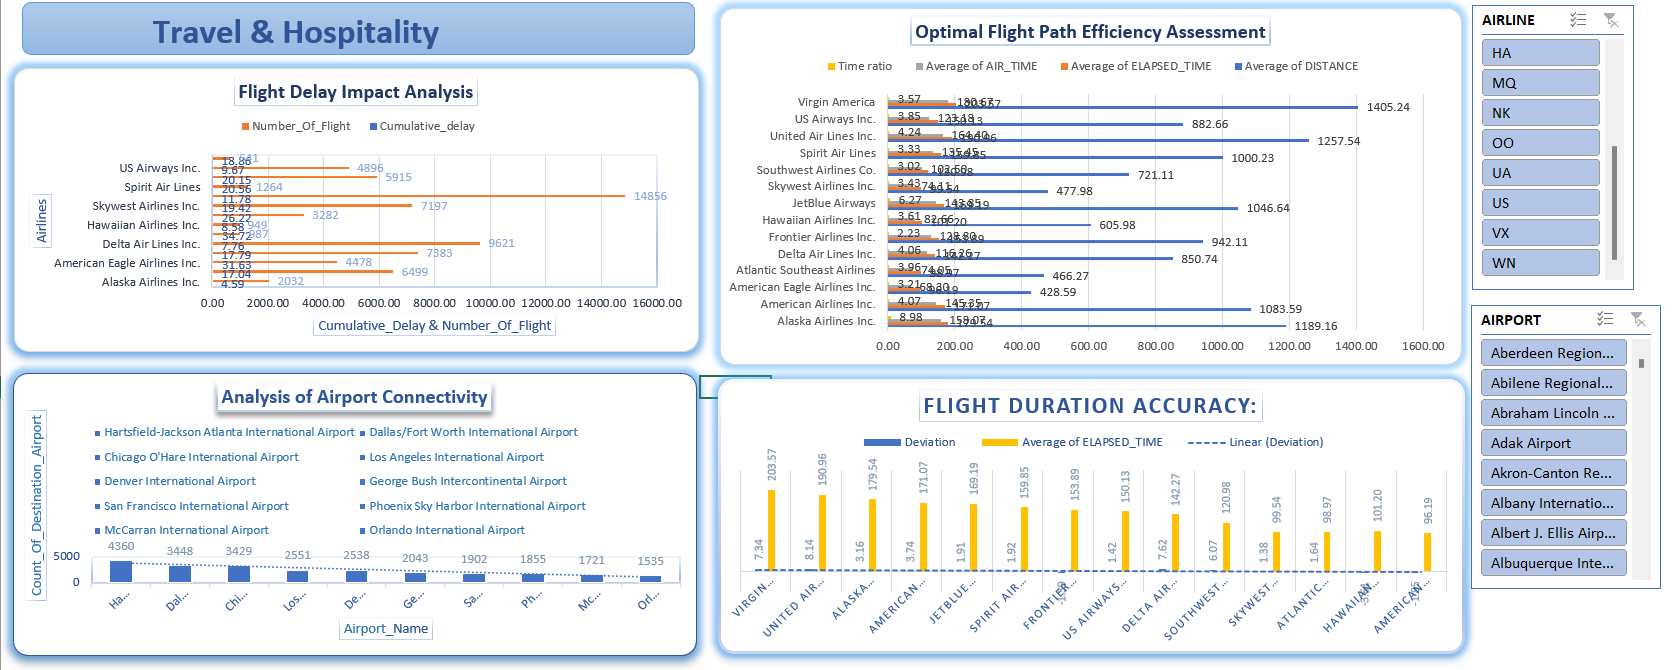 Travel & Hospitality
Flight Delay Impact Analysis
Number_Of_Flight Cumulative_delay
Airlines
641
18.86
US Airways Inc. 9.67 4896
20.15 5915
Spirit Air Lines 20.56 1264
11.78 14856
Skywest Airlines Inc. 19.42 7197
26.22 3282
Hawaiian Airlines Inc. 8.58 949
34.72 987
Delta Air Lines Inc. 7.76 9621
17.79 7383
American Eagle Airlines Inc. 31.63 4478
17.04 6499
Alaska Airlines Inc. 4.59 2032
0.00 2000.00 4000.00 6000.00 8000.00 10000.00 12000.00 14000.00 16000.00
Cumulative_Delay & Number_Of_Flight
Optimal Flight Path Efficiency Assessment
Time ratio Average of AIR_TIME Average of ELAPSED_TIME Average of DISTANCE
Virgin America 3.57 1405.24
US Airways Inc. 3.85 123.18 882.66
United Air Lines Inc. 4.24 164.40 1257.54
Spirit Air Lines 3.33 135.45 1000.23
Southwest Airlines Co. 3.02 102.50 721.11
Skywest Airlines Inc. 3.43 74.11 477.98
JetBlue Airways 6.27 1046.64
Hawaiian Airlines Inc. 3.61 82.66 605.98
Frontier Airlines Inc. 2.23 128.80 942.11
Delta Air Lines Inc. 4.06 116.26 850.74
Atlantic Southeast Airlines 3.96 74.05 466.27
American Eagle Airlines Inc. 3.21 428.59
American Airlines Inc. 4.07 145.35 1083.59
Alaska Airlines Inc. 8.98 1189.16
0.00 200.00 400.00 600.00 800.00 1000.00 1200.00 1400.00 1600.00
AIRLINE
HA
MQ
NK
OO
UA
US
VX
WN
AIRPORT
Aberdeen Region...
Abilene Regional...
Abraham Lincoln ...
Adak Airport
Akron-Canton Re...
Albany Internatio...
Albert J. Ellis Airp...
Albuquerque Inte...
Analysis of Airport Connectivity
Count_Of_Destination_Airport
Hartsfield-Jackson Atlanta International Airport Dallas/Fort Worth International Airport
Chicago O'Hare International Airport Los Angeles International Airport
Denver International Airport George Bush Intercontinental Airport
San Francisco International Airport Phoenix Sky Harbor International Airport
McCarran International Airport Orlando International Airport
4360 3448 3429 2551 2538 2043 1902 1855 1721 1535
5000
0
Ha... Dal... Chi... Los... De... Ge... Sa... Ph... Mc... Orl...
Airport_Name
FLIGHT DURATION ACCURACY:
Deviation Average of ELAPSED_TIME Linear (Deviation)
203.57 190.96 179.54 171.07 169.19 159.85 153.89 150.13 142.27 120.98 99.54 98.97 101.20 96.19
7.34 8.14 3.16 3.74 1.91 1.92 1.42 7.62 6.07 1.38 1.64
VIRGIN... UNITED AIR... ALASKA... AMERICAN... JETBLUE... SPIRIT AIR... FRONTIER... US AIRWAYS... DELTA AIR... SOUTHWEST... SKYWEST... ATLANTIC... HAWAIIAN... AMERICAN...